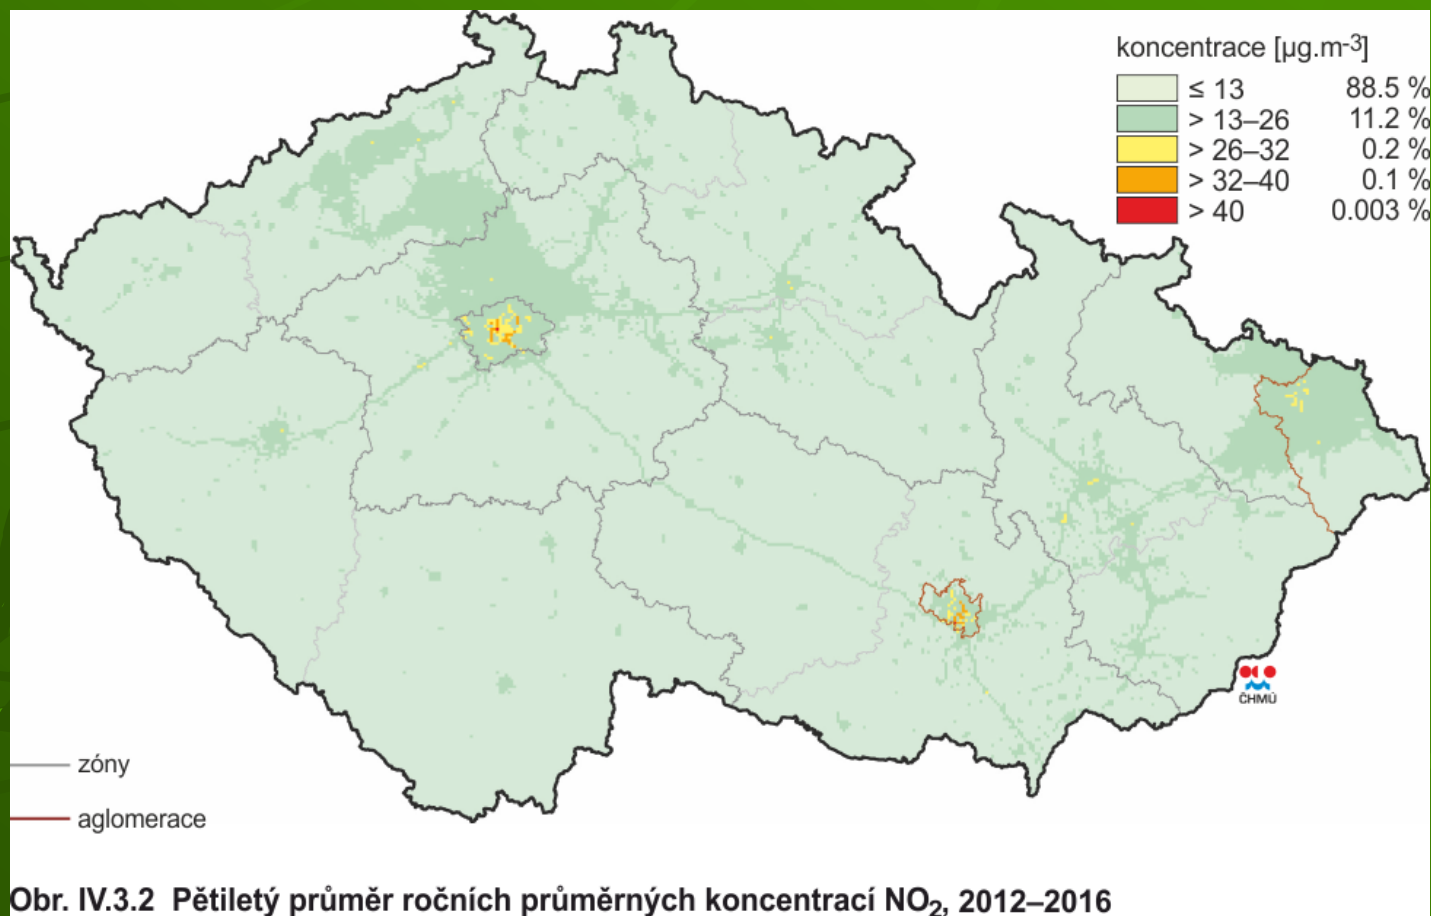 koncentrace [µg.m-3]
≤ 13 88.5 %
> 13–26 11.2 %
> 26–32 0.2 %
> 32–40 0.1 %
> 40 0.003 %
ČHMÚ
zóny
aglomerace
Obr. IV.3.2 Pětiletý průměr ročních průměrných koncentrací NO2, 2012–2016